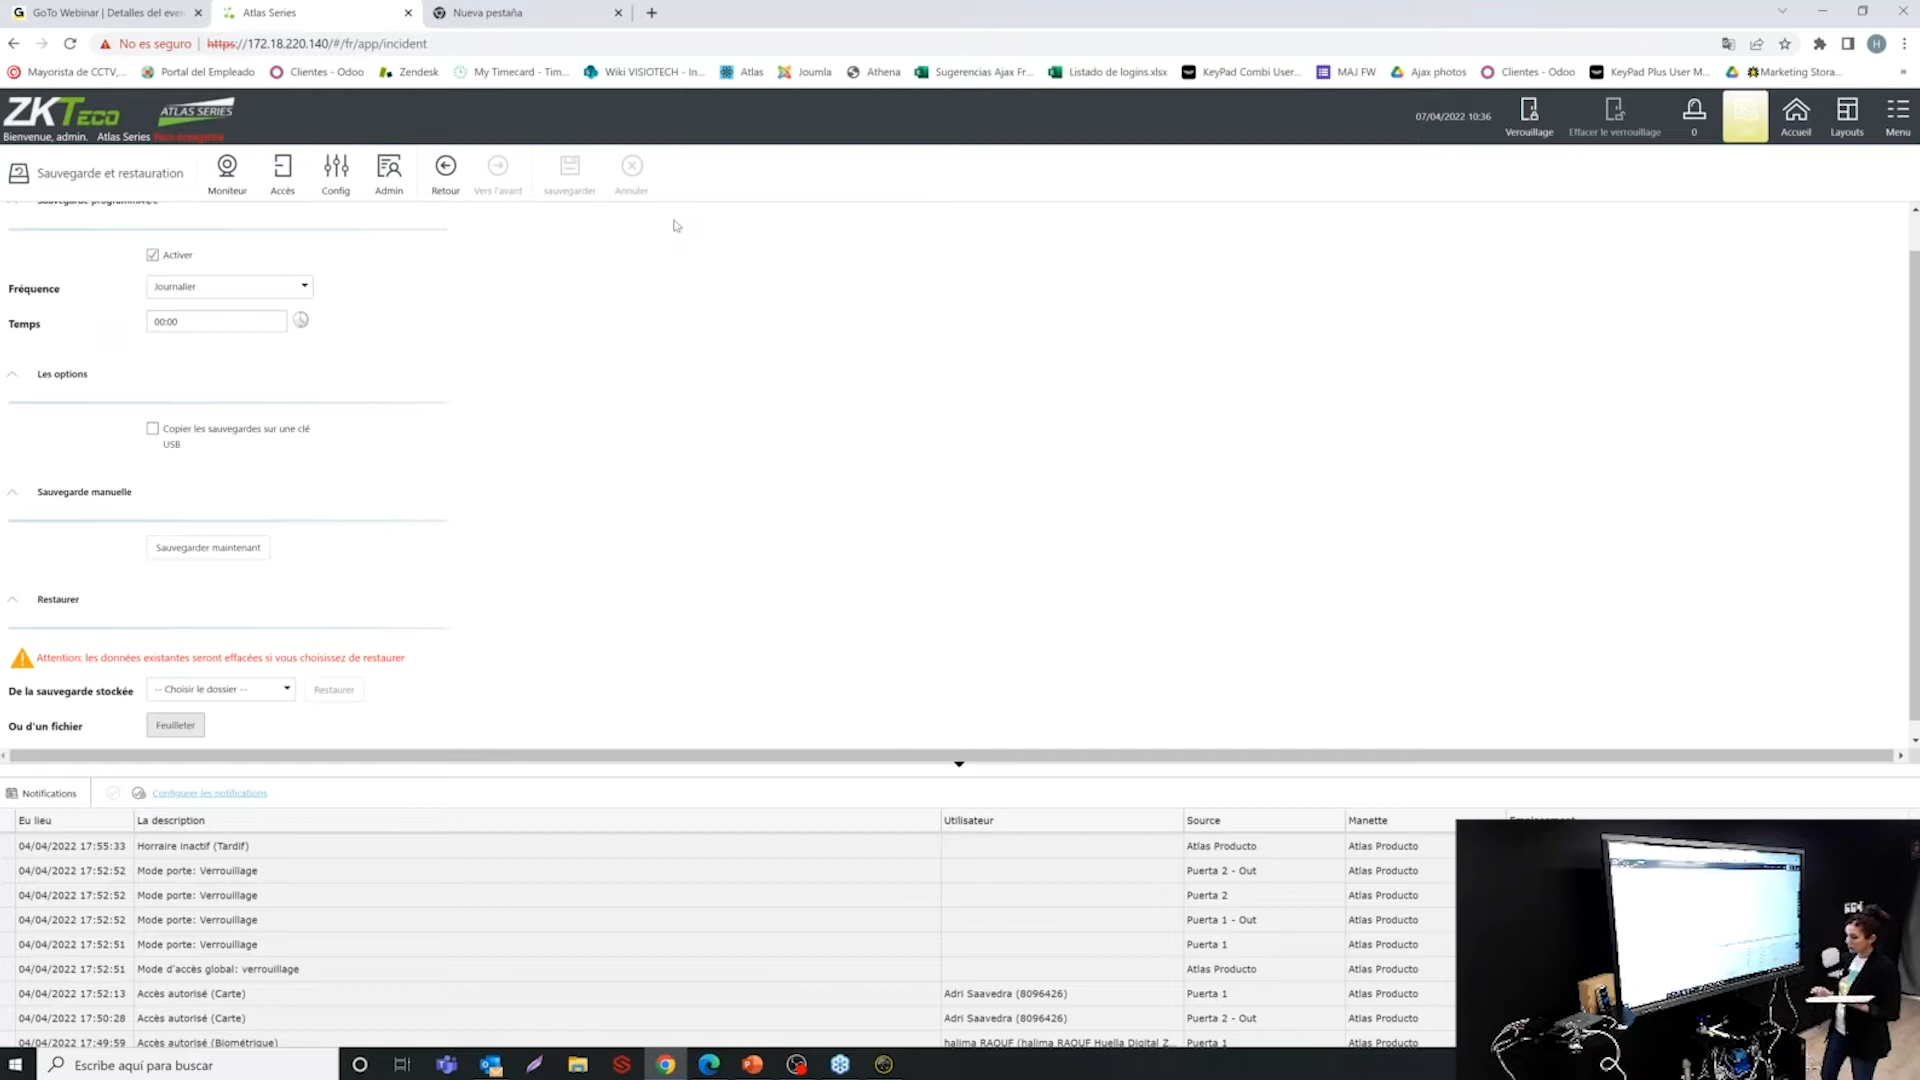 GoTo Webinar | Detalles del even
Atlas Series
Nueva pestaña
No es seguro
https://172.18.220.140/#/fr/app/incident
Mayorista de CCTV,...
Portal del Empleado
Clientes - Odoo
Zendesk
My Timecard - Tim...
Wiki VISIOTECH - In...
Atlas
Joumla
Athena
Sugerencias Ajax Fr...
Listado de logins.xlsx
KeyPad Combi User...
MAJ FW
Ajax photos
Clientes - Odoo
KeyPad Plus User M...
Marketing Stora...
ZKTeco
ATLAS SERIES
Bienvenue, admin.
Atlas Series
Non enregistré
07/04/2022 10:36
Verouillage
Effacer le verrouillage
0
Accueil
Layouts
Menu
Sauvegarde et restauration
Moniteur
Accès
Config
Admin
Retour
Vers l'avant
sauvegarder
Annuler
Activer
Fréquence
Journalier
Temps
00:00
Les options
Copier les sauvegardes sur une clé
USB
Sauvegarde manuelle
Sauvegarder maintenant
Restaurer
Attention: les données existantes seront effacées si vous choisissez de restaurer
De la sauvegarde stockée
-- Choisir le dossier --
Restaurer
Ou d'un fichier
Feuilleter
Notifications
Configurer les notifications
Eu lieu
La description
Utilisateur
Source
Manette
Emplacement
04/04/2022 17:55:33 Horraire inactif (Tardif) Atlas Producto Atlas Producto
04/04/2022 17:52:52 Mode porte: Verrouillage Puerta 2 - Out Atlas Producto
04/04/2022 17:52:52 Mode porte: Verrouillage Puerta 2 Atlas Producto
04/04/2022 17:52:52 Mode porte: Verrouillage Puerta 1 - Out Atlas Producto
04/04/2022 17:52:51 Mode porte: Verrouillage Puerta 1 Atlas Producto
04/04/2022 17:52:51 Mode d'accès global: verrouillage Atlas Producto Atlas Producto
04/04/2022 17:52:13 Accès autorisé (Carte) Adri Saavedra (8096426) Puerta 1 Atlas Producto
04/04/2022 17:50:28 Accès autorisé (Carte) Adri Saavedra (8096426) Puerta 2 - Out Atlas Producto
04/04/2022 17:49:59 Accès autorisé (Biométrique) halima RAOUF (halima RAOUF Huella Digital Z... Puerta 1 Atlas Producto
Escribe aquí para buscar